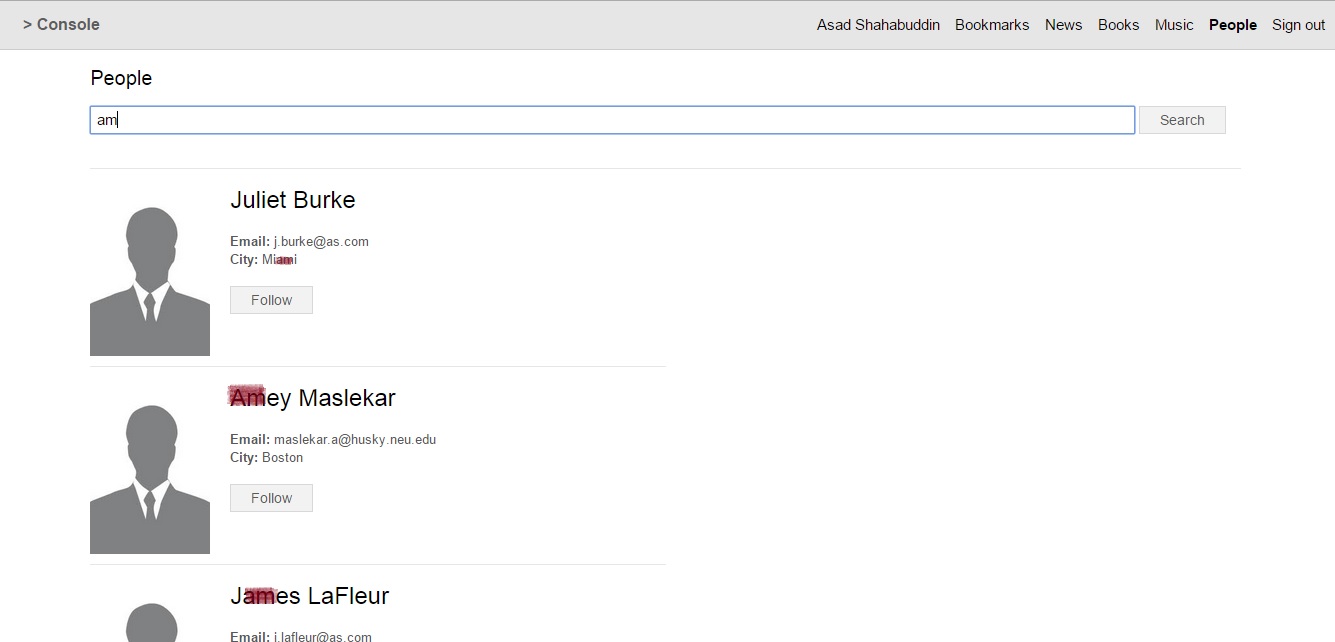 > Console Asad Shahabuddin Bookmarks News Books Music People Sign out
People
am Search
Juliet Burke
Email: j.burke@as.com
City: Miami
Follow
Amey Maslekar
Email: maslekar.a@husky.neu.edu
City: Boston
Follow
James LaFleur
Email: j.lafleur@as.com